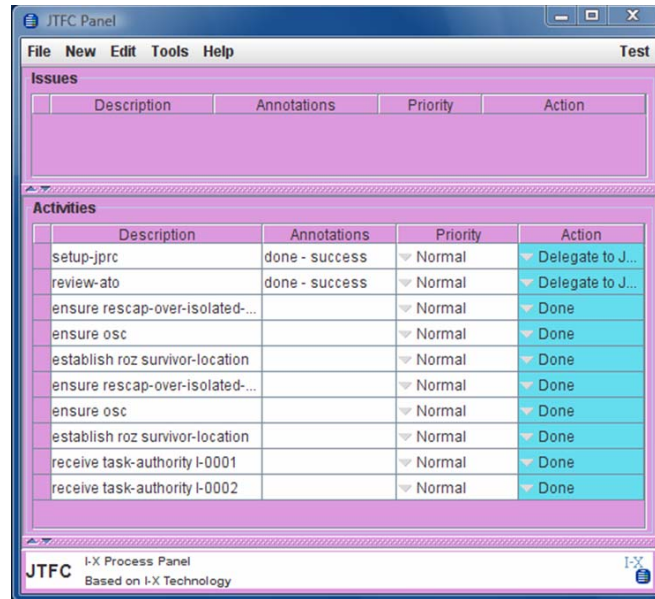 JTFC Panel
File New Edit Tools Help Test
Issues
Description Annotations Priority Action
Activities
Description Annotations Priority Action
setup-jprc done - success Normal Delegate to J...
review-ato done - success Normal Delegate to J...
ensure rescap-over-isolated-... Normal Done
ensure osc Normal Done
establish roz survivor-location Normal Done
ensure rescap-over-isolated-... Normal Done
ensure osc Normal Done
establish roz survivor-location Normal Done
receive task-authority I-0001 Normal Done
receive task-authority I-0002 Normal Done
JTFC I-X Process Panel
Based on I-X Technology
I-X